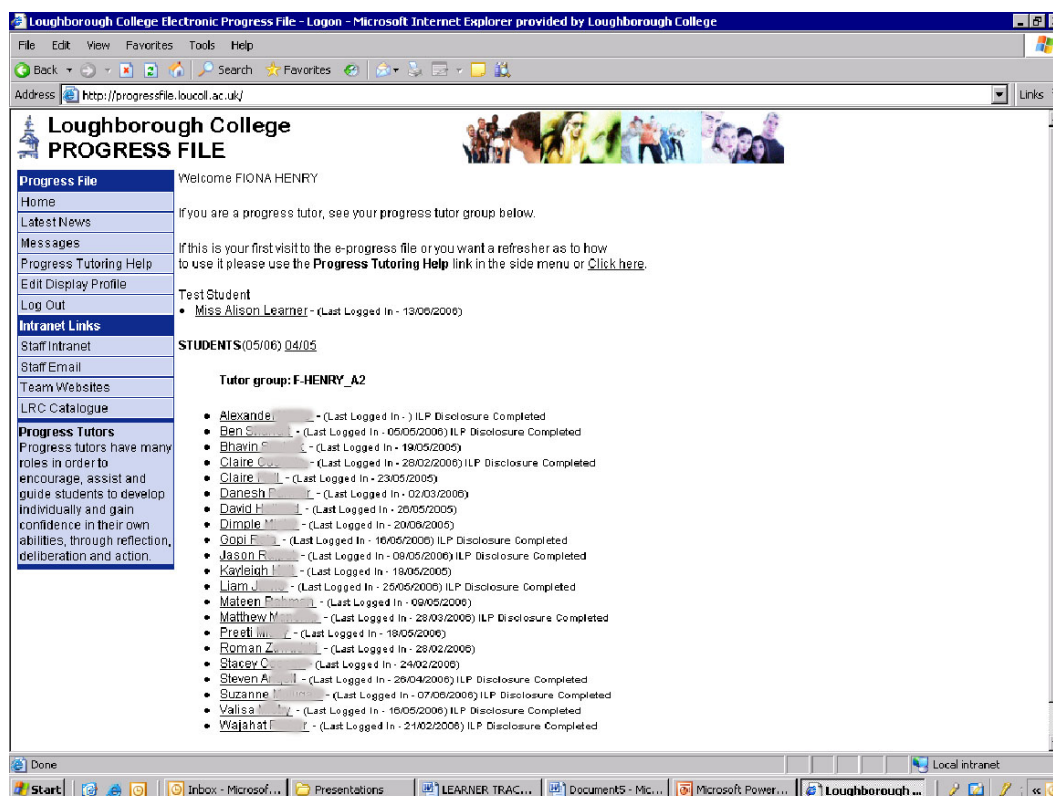 Loughborough College Electronic Progress File - Logon - Microsoft Internet Explorer provided by Loughborough College
File Edit View Favorites Tools Help
Back Search Favorites
Address http://progressfile.loucoll.ac.uk/ Links
Loughborough College
PROGRESS FILE
Progress File
Home
Latest News
Messages
Progress Tutoring Help
Edit Display Profile
Log Out
Intranet Links
Staff Intranet
Staff Email
Team Websites
LRC Catalogue
Progress Tutors
Progress tutors have many
roles in order to
encourage, assist and
guide students to develop
individually and gain
confidence in their own
abilities, through reflection,
deliberation and action.
Welcome FIONA HENRY
If you are a progress tutor, see your progress tutor group below.
If this is your first visit to the e-progress file or you want a refresher as to how
to use it please use the Progress Tutoring Help link in the side menu or Click here.
Test Student
Miss Alison Learner - (Last Logged In - 13/06/2006)
STUDENTS(05/06) 04/05
Tutor group: F-HENRY_A2
- (Last Logged In - ) ILP Disclosure Completed
Ben - (Last Logged In - 05/05/2006) ILP Disclosure Completed
Bhavin - (Last Logged In - 19/05/2005)
Claire - (Last Logged In - 28/02/2006) ILP Disclosure Completed
Claire - (Last Logged In - 23/05/2005)
Danesh - (Last Logged In - 02/03/2006)
David - (Last Logged In - 26/05/2005)
Dimple - (Last Logged In - 20/06/2005)
Gopi - (Last Logged In - 16/05/2006) ILP Disclosure Completed
Jason - (Last Logged In - 09/05/2006) ILP Disclosure Completed
Kayleigh - (Last Logged In - 19/05/2005)
Liam - (Last Logged In - 25/05/2006) ILP Disclosure Completed
Mateen - (Last Logged In - 09/05/2006)
Matthew - (Last Logged In - 28/03/2006) ILP Disclosure Completed
Preeti - (Last Logged In - 18/05/2006)
Roman - (Last Logged In - 28/02/2006)
Stacey - (Last Logged In - 24/02/2006)
Steven - (Last Logged In - 26/04/2006) ILP Disclosure Completed
Suzanne - (Last Logged In - 07/06/2006) ILP Disclosure Completed
Valisa - (Last Logged In - 16/05/2006) ILP Disclosure Completed
Wajahat - (Last Logged In - 21/02/2006) ILP Disclosure Completed
Done Local intranet
Start Inbox - Microsof... Presentations LEARNER TRAC... Document5 - Mic... Microsoft Power... Loughborough ...